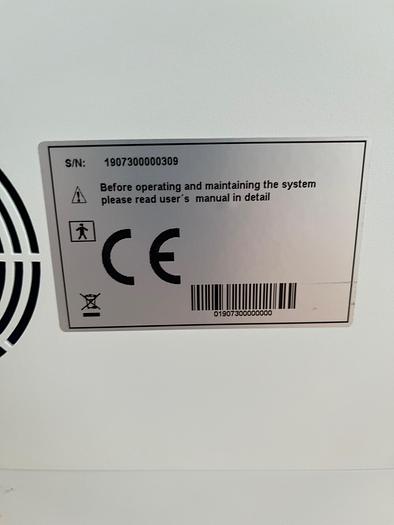 S/N: 1907300000309
Before operating and maintaining the system
please read user´s manual in detail
CE
01907300000000